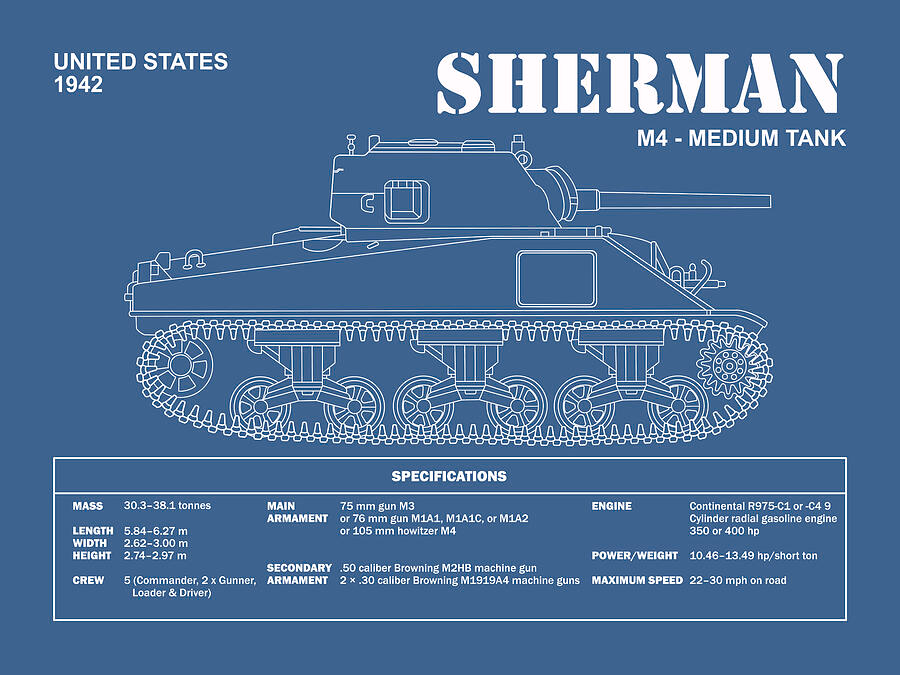 UNITED STATES
1942
SHERMAN
M4 - MEDIUM TANK
SPECIFICATIONS
MASS 30.3–38.1 tonnes
LENGTH 5.84–6.27 m
WIDTH 2.62–3.00 m
HEIGHT 2.74–2.97 m
CREW 5 (Commander, 2 x Gunner,
Loader & Driver)
MAIN 75 mm gun M3
ARMAMENT or 76 mm gun M1A1, M1A1C, or M1A2
or 105 mm howitzer M4
SECONDARY .50 caliber Browning M2HB machine gun
ARMAMENT 2 × .30 caliber Browning M1919A4 machine guns
ENGINE Continental R975-C1 or -C4 9
Cylinder radial gasoline engine
350 or 400 hp
POWER/WEIGHT 10.46–13.49 hp/short ton
MAXIMUM SPEED 22–30 mph on road